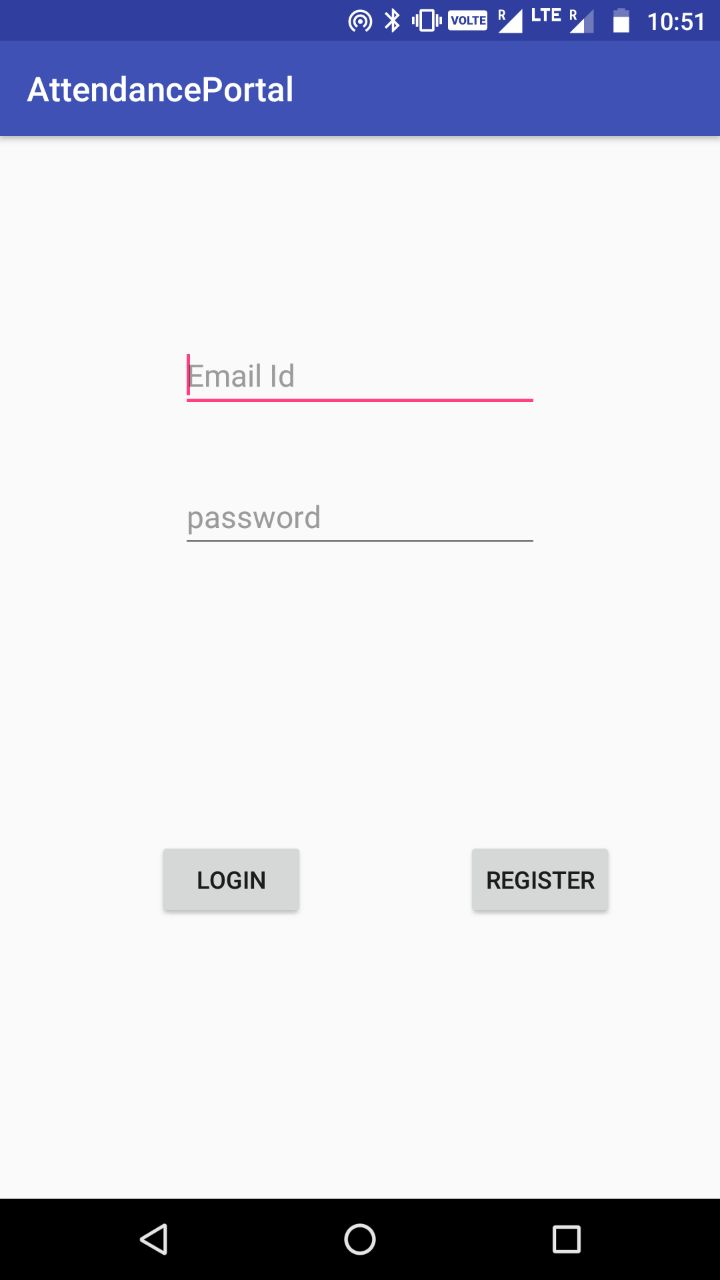 VOLTE R LTE R 10:51
AttendancePortal
Email Id
password
LOGIN REGISTER